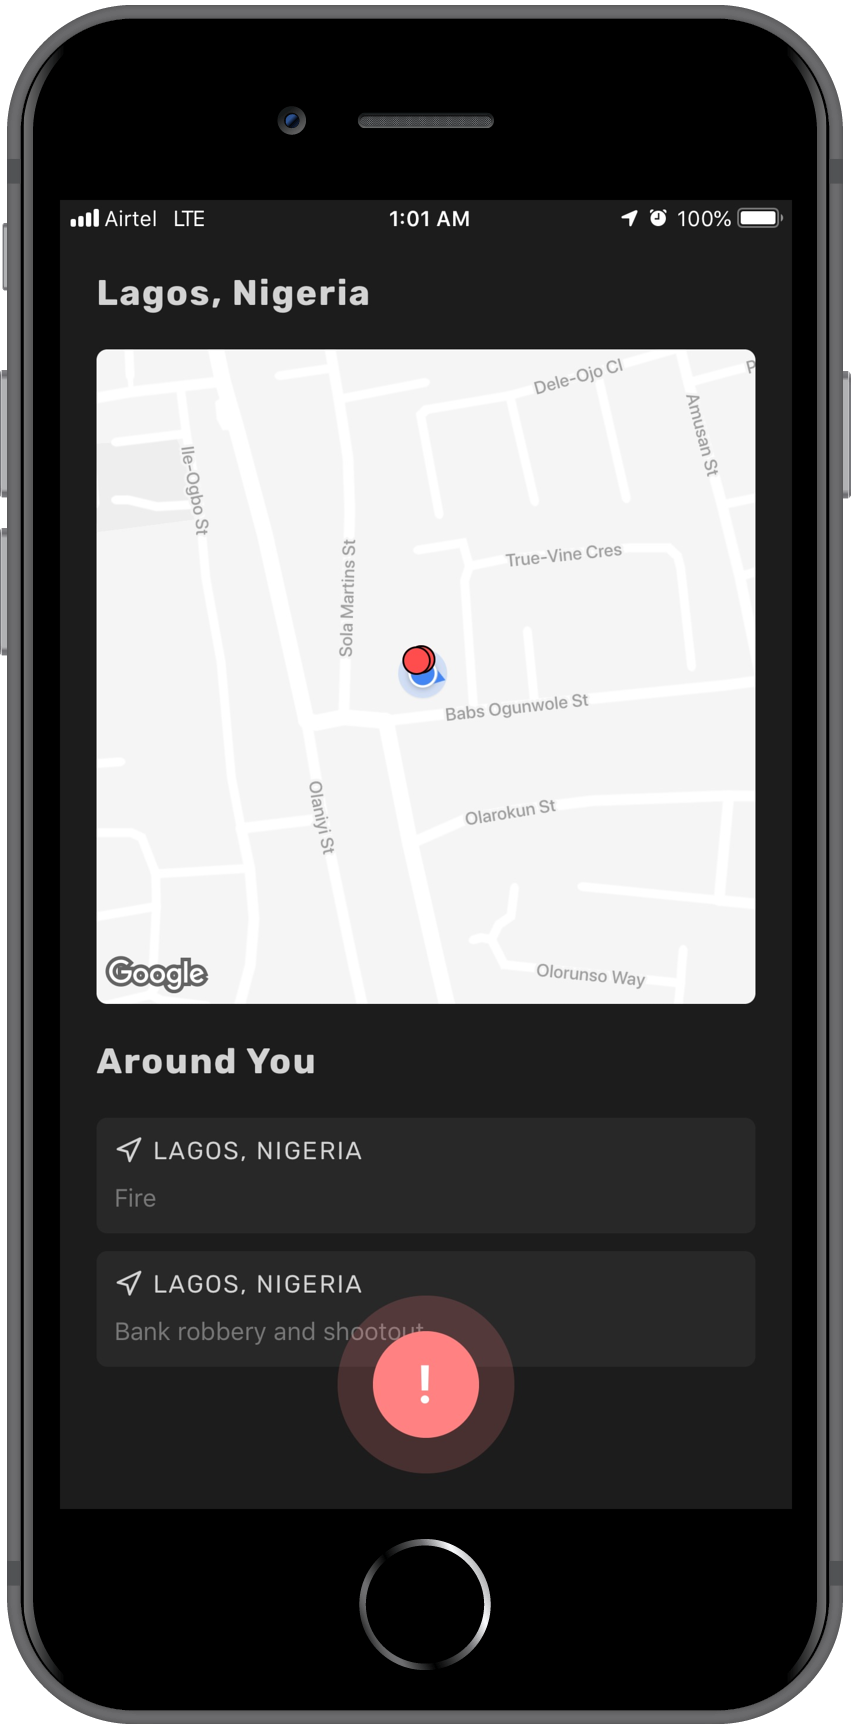 Airtel LTE 1:01 AM 100%
Lagos, Nigeria
Dele-Ojo Cl
P
Amusan St
Ile-Ogbo St
Sola Martins St
True-Vine Cres
Babs Ogunwole St
Olaniyi St
Olarokun St
Google
Olorunso Way
Around You
LAGOS, NIGERIA
Fire
LAGOS, NIGERIA
Bank robbery and shootout
!